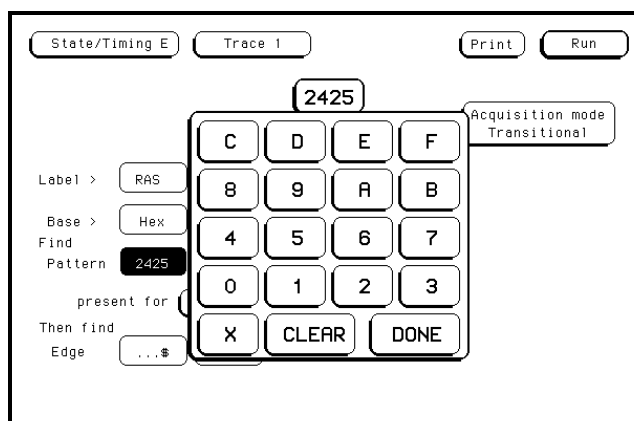 State/Timing E Trace 1 Print Run
2425
Acquisition mode
Transitional
C D E F
Label > RAS
8 9 A B
Base > Hex
4 5 6 7
Find
Pattern 2425
0 1 2 3
present for
Then find
X CLEAR DONE
Edge ...$